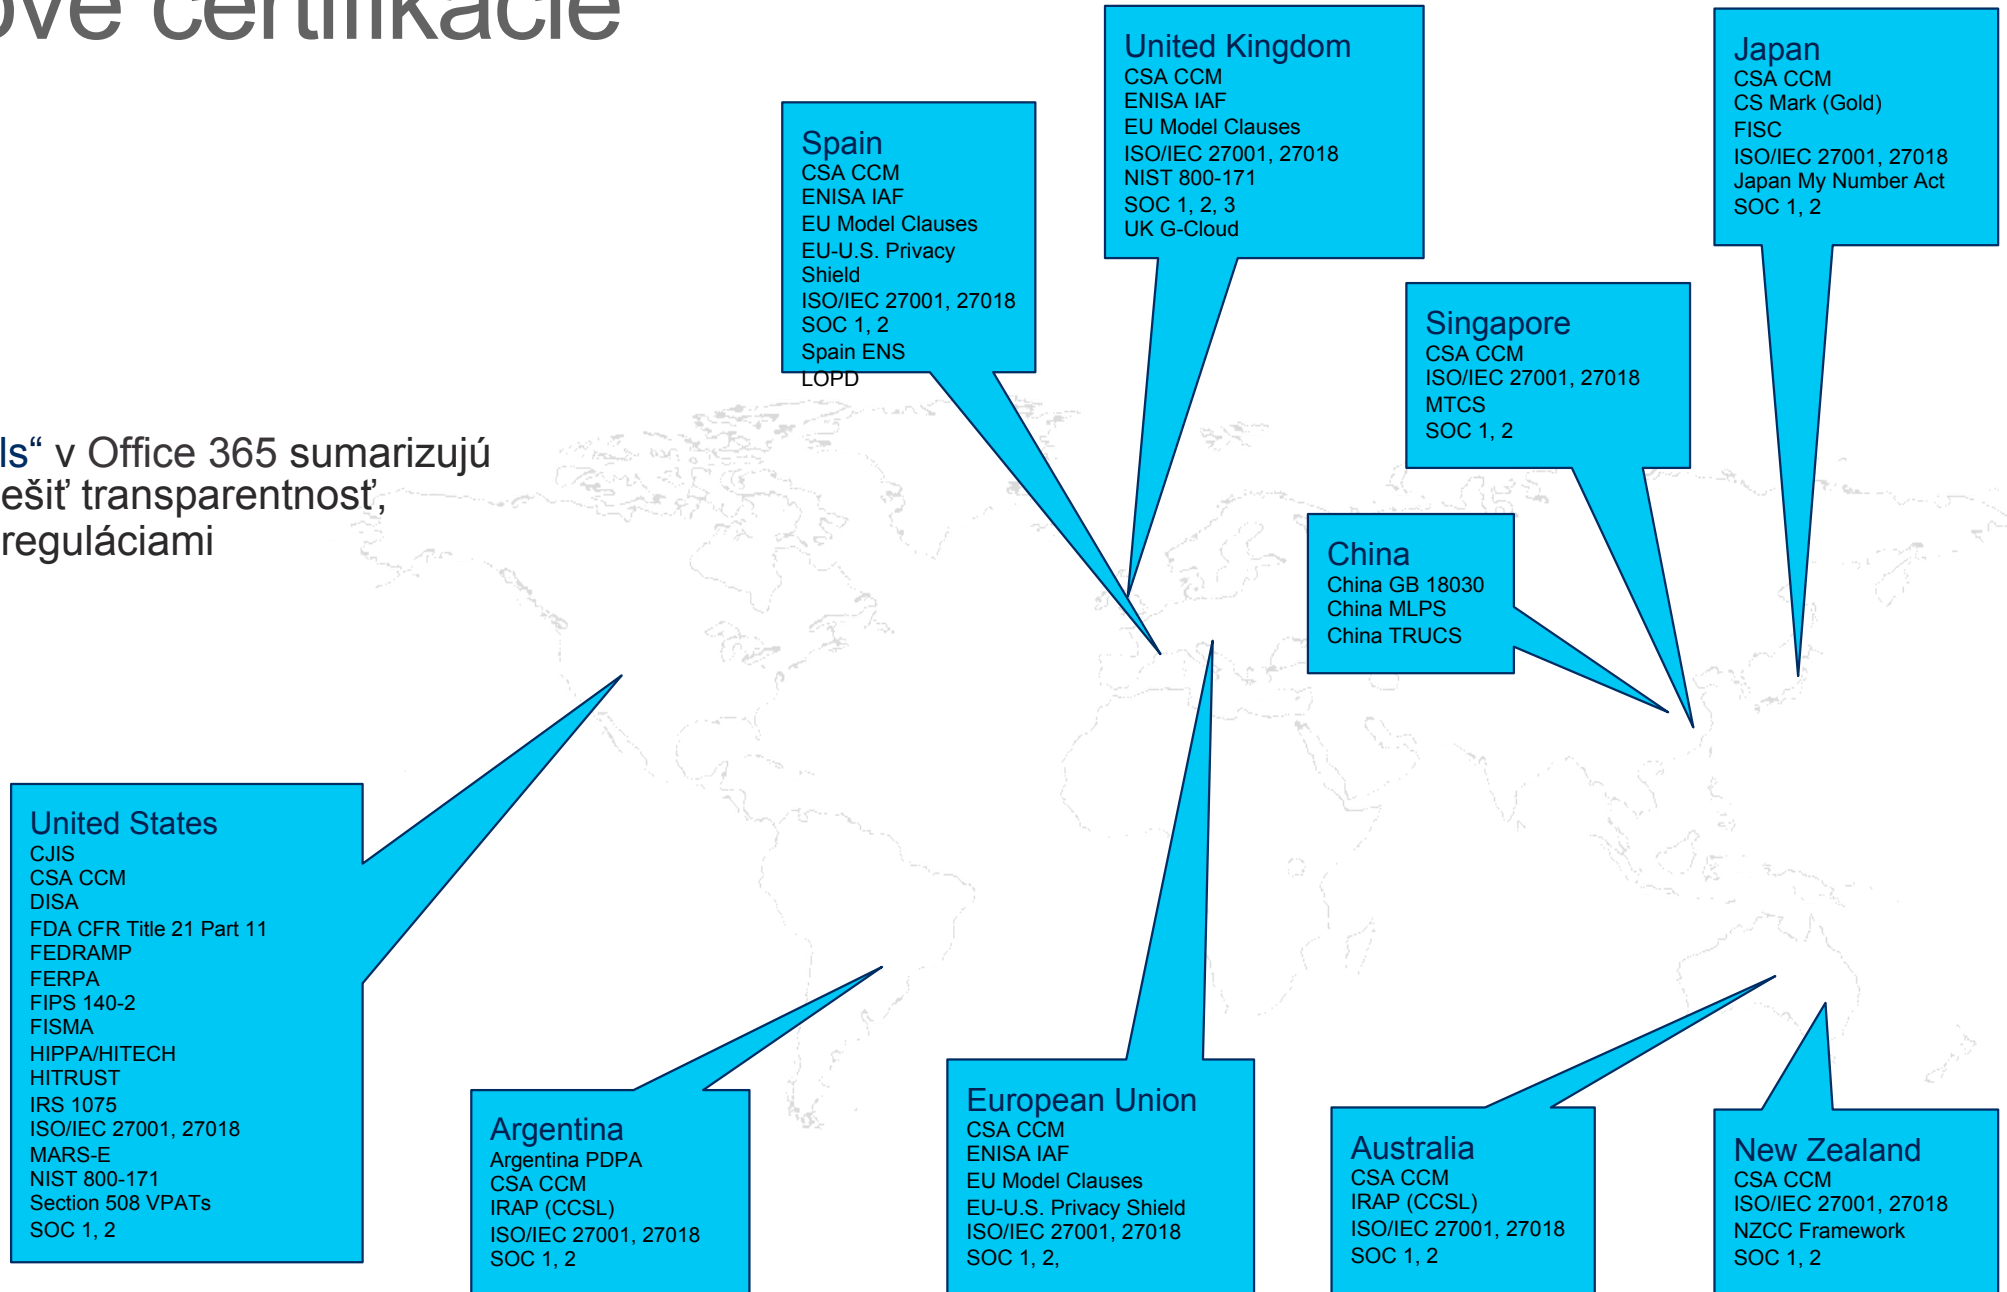 ové certifikácie
ls“ v Office 365 sumarizujú
ešiť transparentnosť,
reguláciami
Spain
CSA CCM
ENISA IAF
EU Model Clauses
EU-U.S. Privacy
Shield
ISO/IEC 27001, 27018
SOC 1, 2
Spain ENS
LOPD
United Kingdom
CSA CCM
ENISA IAF
EU Model Clauses
ISO/IEC 27001, 27018
NIST 800-171
SOC 1, 2, 3
UK G-Cloud
Japan
CSA CCM
CS Mark (Gold)
FISC
ISO/IEC 27001, 27018
Japan My Number Act
SOC 1, 2
Singapore
CSA CCM
ISO/IEC 27001, 27018
MTCS
SOC 1, 2
China
China GB 18030
China MLPS
China TRUCS
United States
CJIS
CSA CCM
DISA
FDA CFR Title 21 Part 11
FEDRAMP
FERPA
FIPS 140-2
FISMA
HIPPA/HITECH
HITRUST
IRS 1075
ISO/IEC 27001, 27018
MARS-E
NIST 800-171
Section 508 VPATs
SOC 1, 2
Argentina
Argentina PDPA
CSA CCM
IRAP (CCSL)
ISO/IEC 27001, 27018
SOC 1, 2
European Union
CSA CCM
ENISA IAF
EU Model Clauses
EU-U.S. Privacy Shield
ISO/IEC 27001, 27018
SOC 1, 2,
Australia
CSA CCM
IRAP (CCSL)
ISO/IEC 27001, 27018
SOC 1, 2
New Zealand
CSA CCM
ISO/IEC 27001, 27018
NZCC Framework
SOC 1, 2